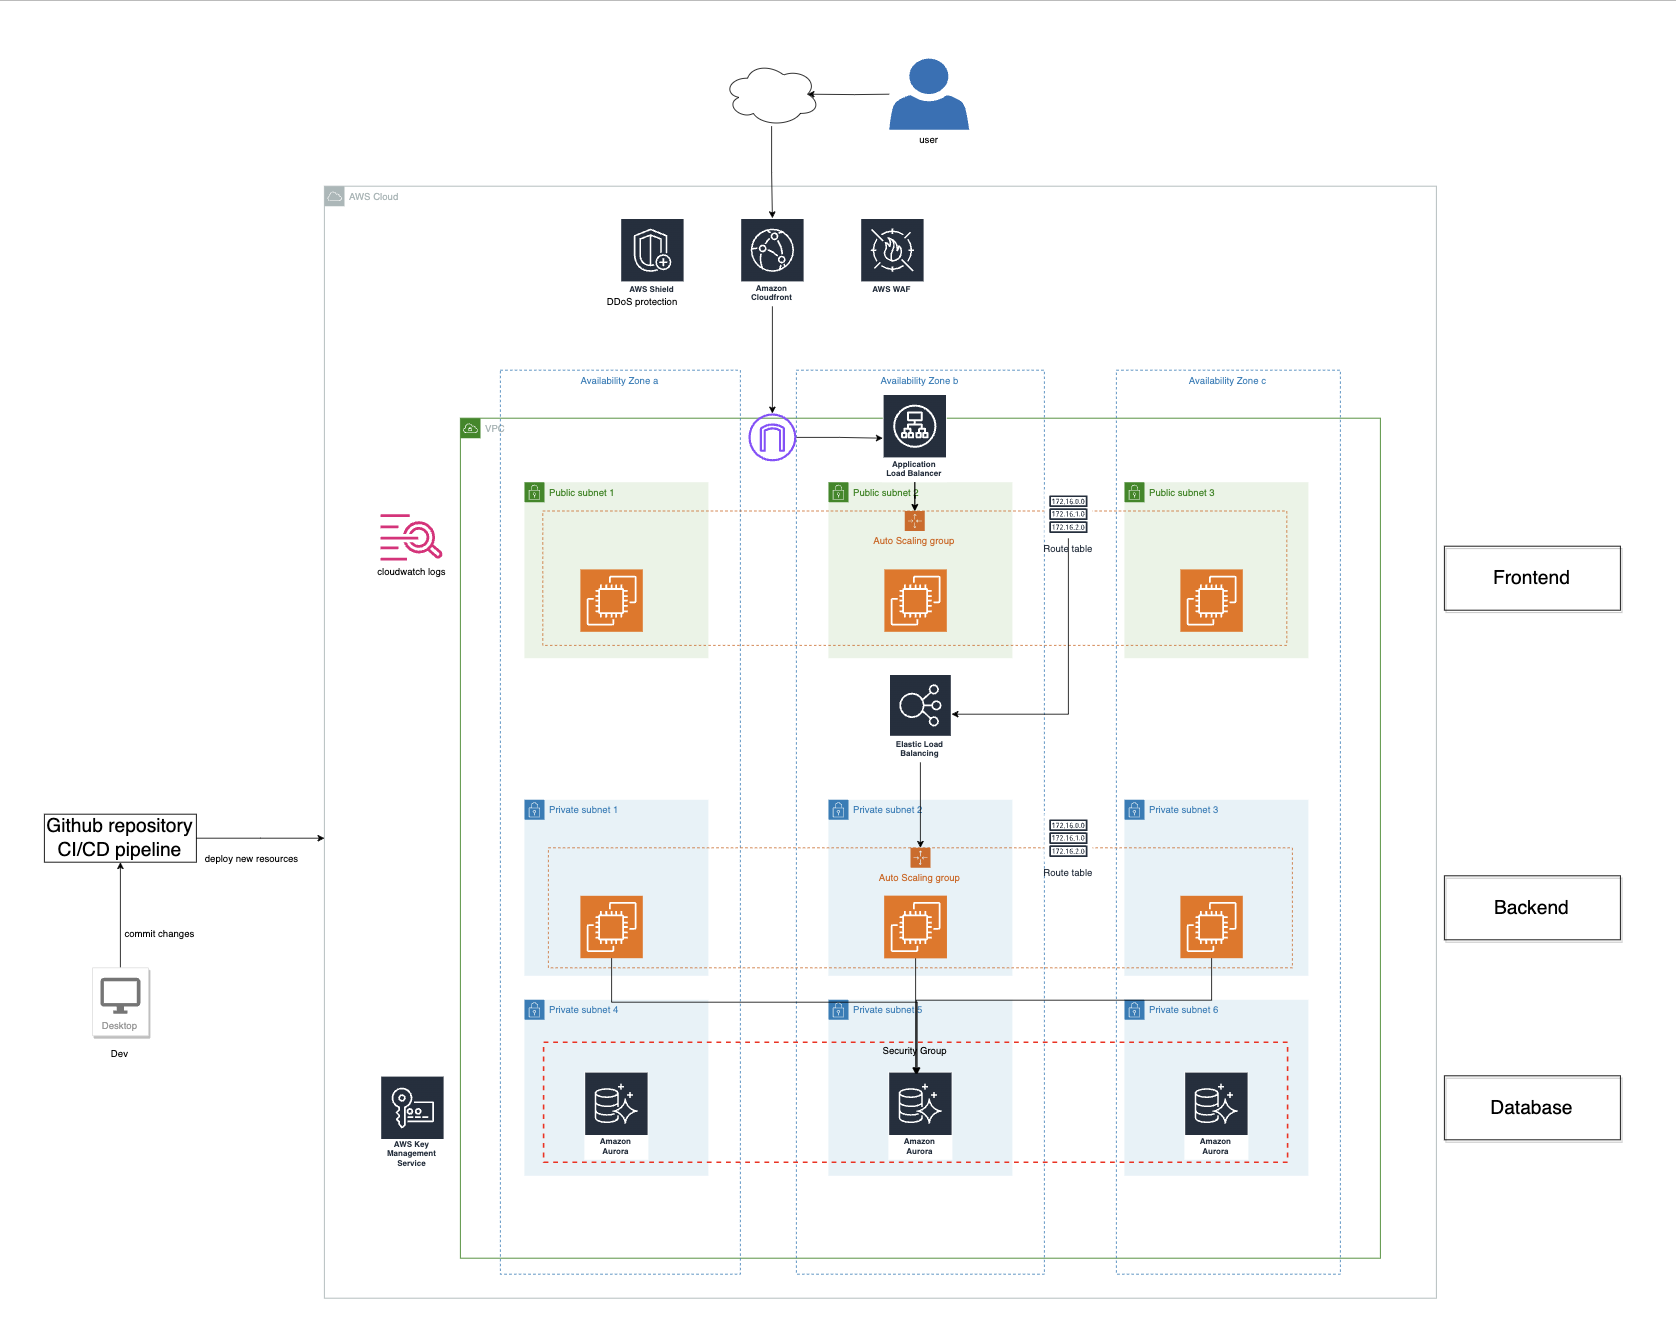 user
AWS Cloud
AWS Shield
DDoS protection
Amazon
Cloudfront
AWS WAF
Availability Zone a
Availability Zone b
Availability Zone c
VPC
Application
Load Balancer
Public subnet 1
Public subnet 2
Public subnet 3
172.16.0.0
172.16.1.0
172.16.2.0
Route table
Auto Scaling group
cloudwatch logs
Frontend
Elastic Load
Balancing
Private subnet 1
Private subnet 2
Private subnet 3
172.16.0.0
172.16.1.0
172.16.2.0
Route table
Auto Scaling group
Github repository
CI/CD pipeline
deploy new resources
Backend
commit changes
Desktop
Dev
Private subnet 4
Private subnet 5
Private subnet 6
Security Group
Amazon
Aurora
Amazon
Aurora
Amazon
Aurora
AWS Key
Management
Service
Database